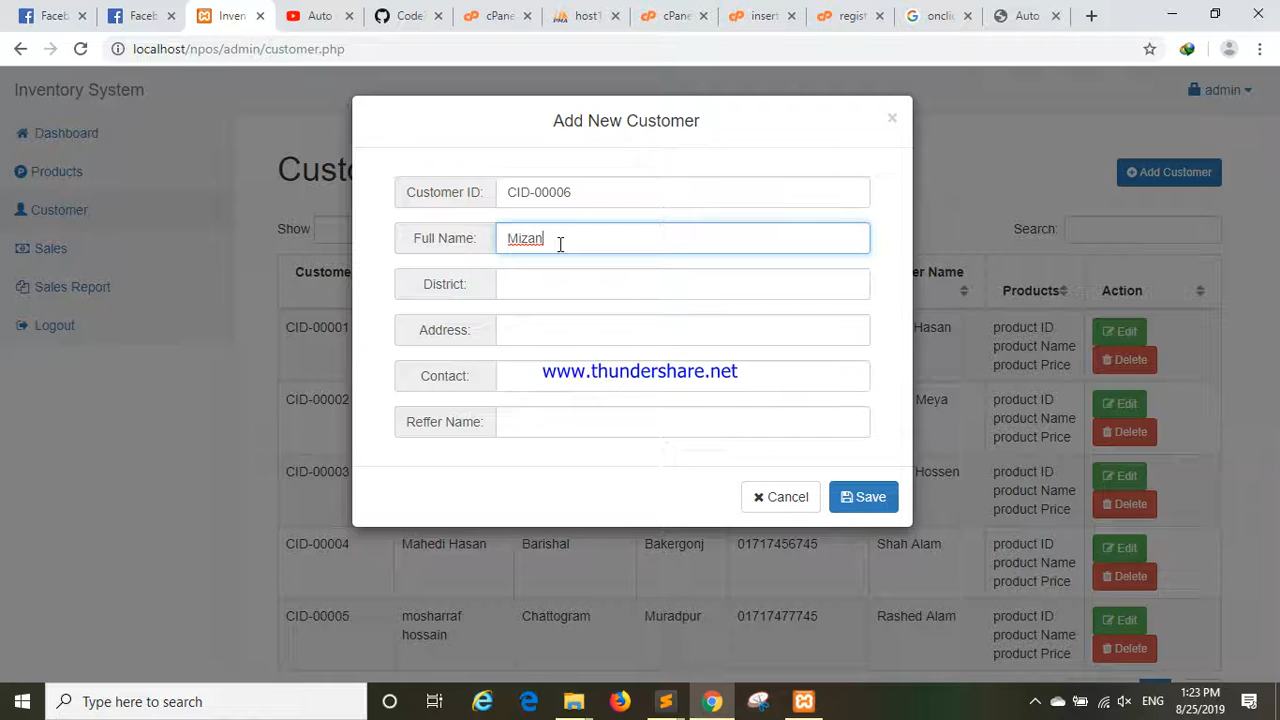 Faceb
Faceb
Inven
Auto
Code
cPane
host1
cPane
insert
regist
onclic
Auto
localhost/npos/admin/customer.php
Inventory System
admin
Dashboard
Products
Customer
Sales
Sales Report
Logout
Custo
Add Customer
Show
Search:
Custome
er Name
Products
Action
CID-00001
Hasan
product ID
product Name
product Price
Edit
Delete
CID-00002
Meya
product ID
product Name
product Price
Edit
Delete
CID-00003
Hossen
product ID
product Name
product Price
Edit
Delete
CID-00004
Mahedi Hasan
Barishal
Bakergonj
01717456745
Shah Alam
product ID
product Name
product Price
Edit
Delete
CID-00005
mosharraf
hossain
Chattogram
Muradpur
01717477745
Rashed Alam
product ID
product Name
product Price
Edit
Delete
Add New Customer
Customer ID: CID-00006
Full Name: Mizan
District:
Address:
Contact:
www.thundershare.net
Reffer Name:
Cancel
Save
Type here to search
ENG
1:23 PM
8/25/2019